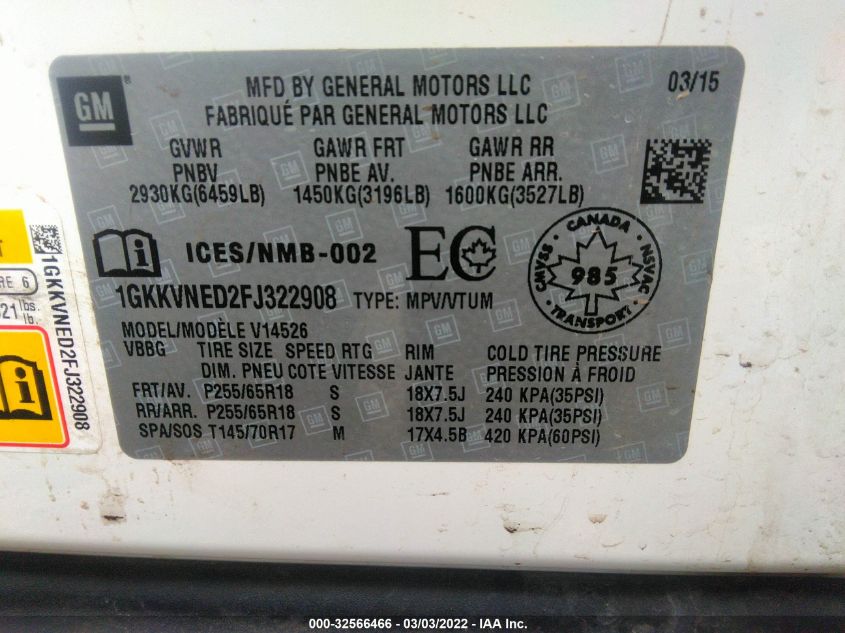 GM
®
MFD BY GENERAL MOTORS LLC
03/15
FABRIQUÉ PAR GENERAL MOTORS LLC
GVWR GAWR FRT GAWR RR
PNBV PNBE AV. PNBE ARR.
2930KG(6459LB) 1450KG(3196LB) 1600KG(3527LB)
ICES/NMB-002
EC
CANADA
CMVSS
NSVAC
985
TRANSPORT
1GKKVNED2FJ322908 TYPE: MPV/VTUM
MODEL/MODÈLE V14526
VBBG TIRE SIZE SPEED RTG RIM COLD TIRE PRESSURE
DIM. PNEU COTE VITESSE JANTE PRESSION À FROID
FRT/AV. P255/65R18 S 18X7.5J 240 KPA(35PSI)
RR/ARR. P255/65R18 S 18X7.5J 240 KPA(35PSI)
SPA/SOS T145/70R17 M 17X4.5B 420 KPA(60PSI)
1GKKVNED2FJ322908
RE 6
21 lbs.
000-32566466 - 03/03/2022 - IAA Inc.